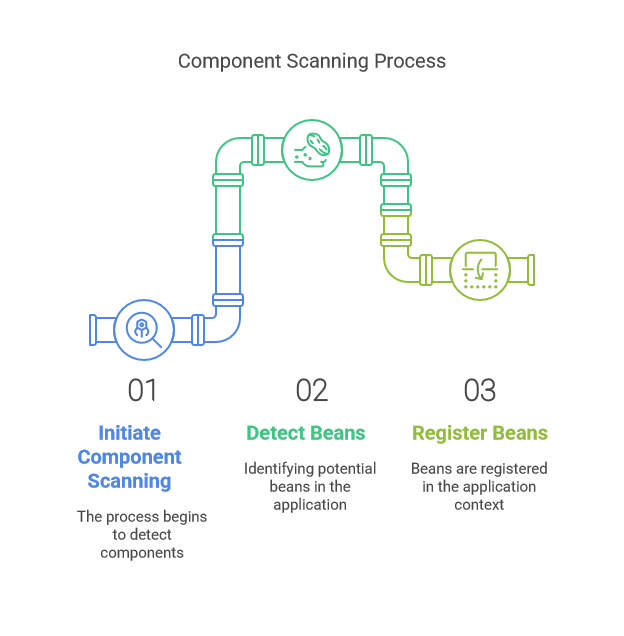 Component Scanning Process
01
Initiate
Component
Scanning
The process begins
to detect
components
02
Detect Beans
Identifying potential
beans in the
application
03
Register Beans
Beans are registered
in the application
context